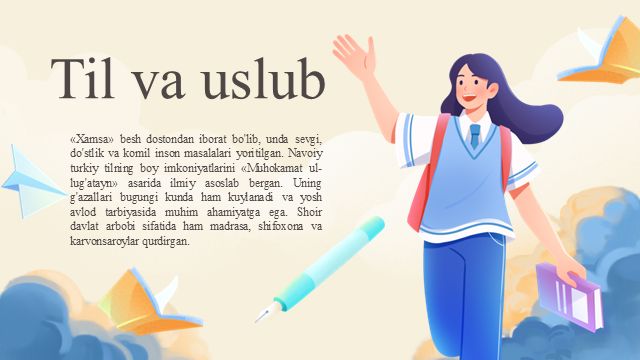 Til va uslub
«Xamsa» besh dostondan iborat bo'lib, unda sevgi,
do'stlik va komil inson masalalari yoritilgan. Navoiy
turkiy tilning boy imkoniyatlarini «Muhokamat ul-
lug'atayn» asarida ilmiy asoslab bergan. Uning
g'azallari bugungi kunda ham kuylanadi va yosh
avlod tarbiyasida muhim ahamiyatga ega. Shoir
davlat arbobi sifatida ham madrasa, shifoxona va
karvonsaroylar qurdirgan.